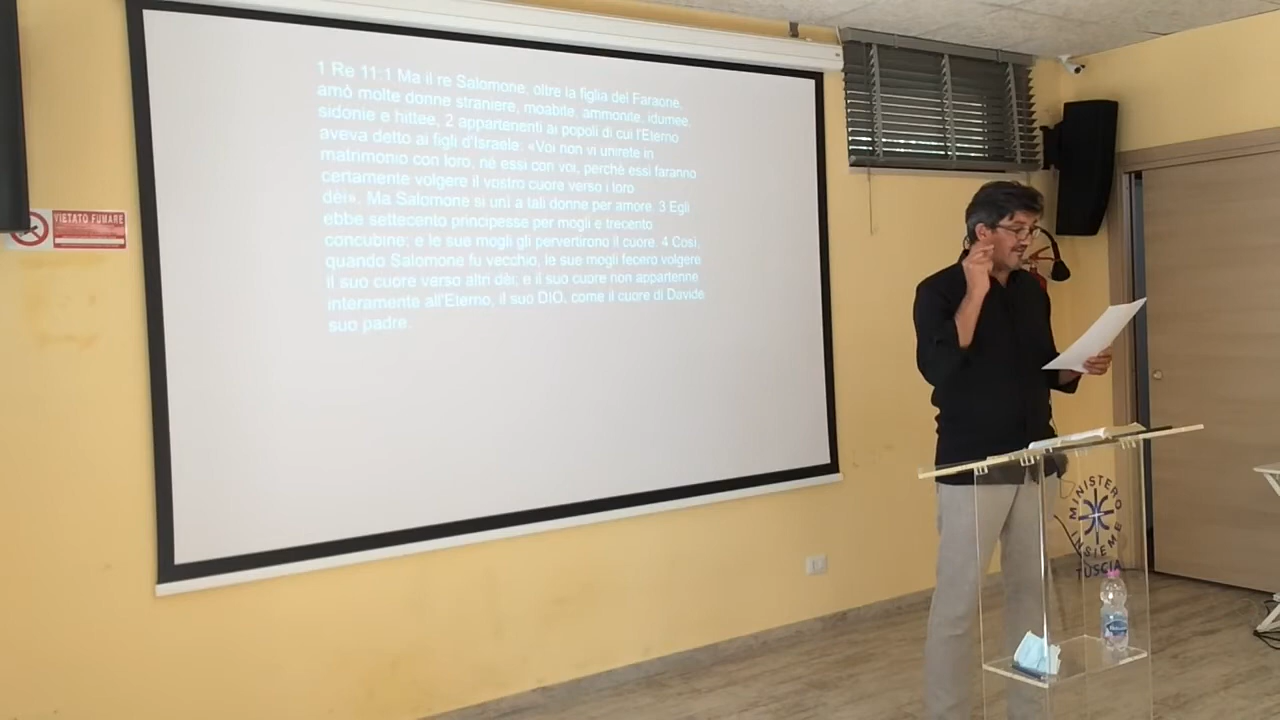 1 Re 11:1 Ma il re Salomone, oltre la figlia del Faraone,
amò molte donne straniere, moabite, ammonite, idumee,
sidonie e hittee, 2 appartenenti ai popoli di cui l'Eterno
aveva detto ai figli d'Israele: «Voi non vi unirete in
matrimonio con loro, né essi con voi, perché essi faranno
certamente volgere il vostro cuore verso i loro
dèi». Ma Salomone si unì a tali donne per amore. 3 Egli
ebbe settecento principesse per mogli e trecento
concubine; e le sue mogli gli pervertirono il cuore. 4 Così,
quando Salomone fu vecchio, le sue mogli fecero volgere
il suo cuore verso altri dèi; e il suo cuore non appartenne
interamente all'Eterno, il suo DIO, come il cuore di Davide
suo padre.
VIETATO FUMARE
MINISTERO
INSIEME
TUSCIA